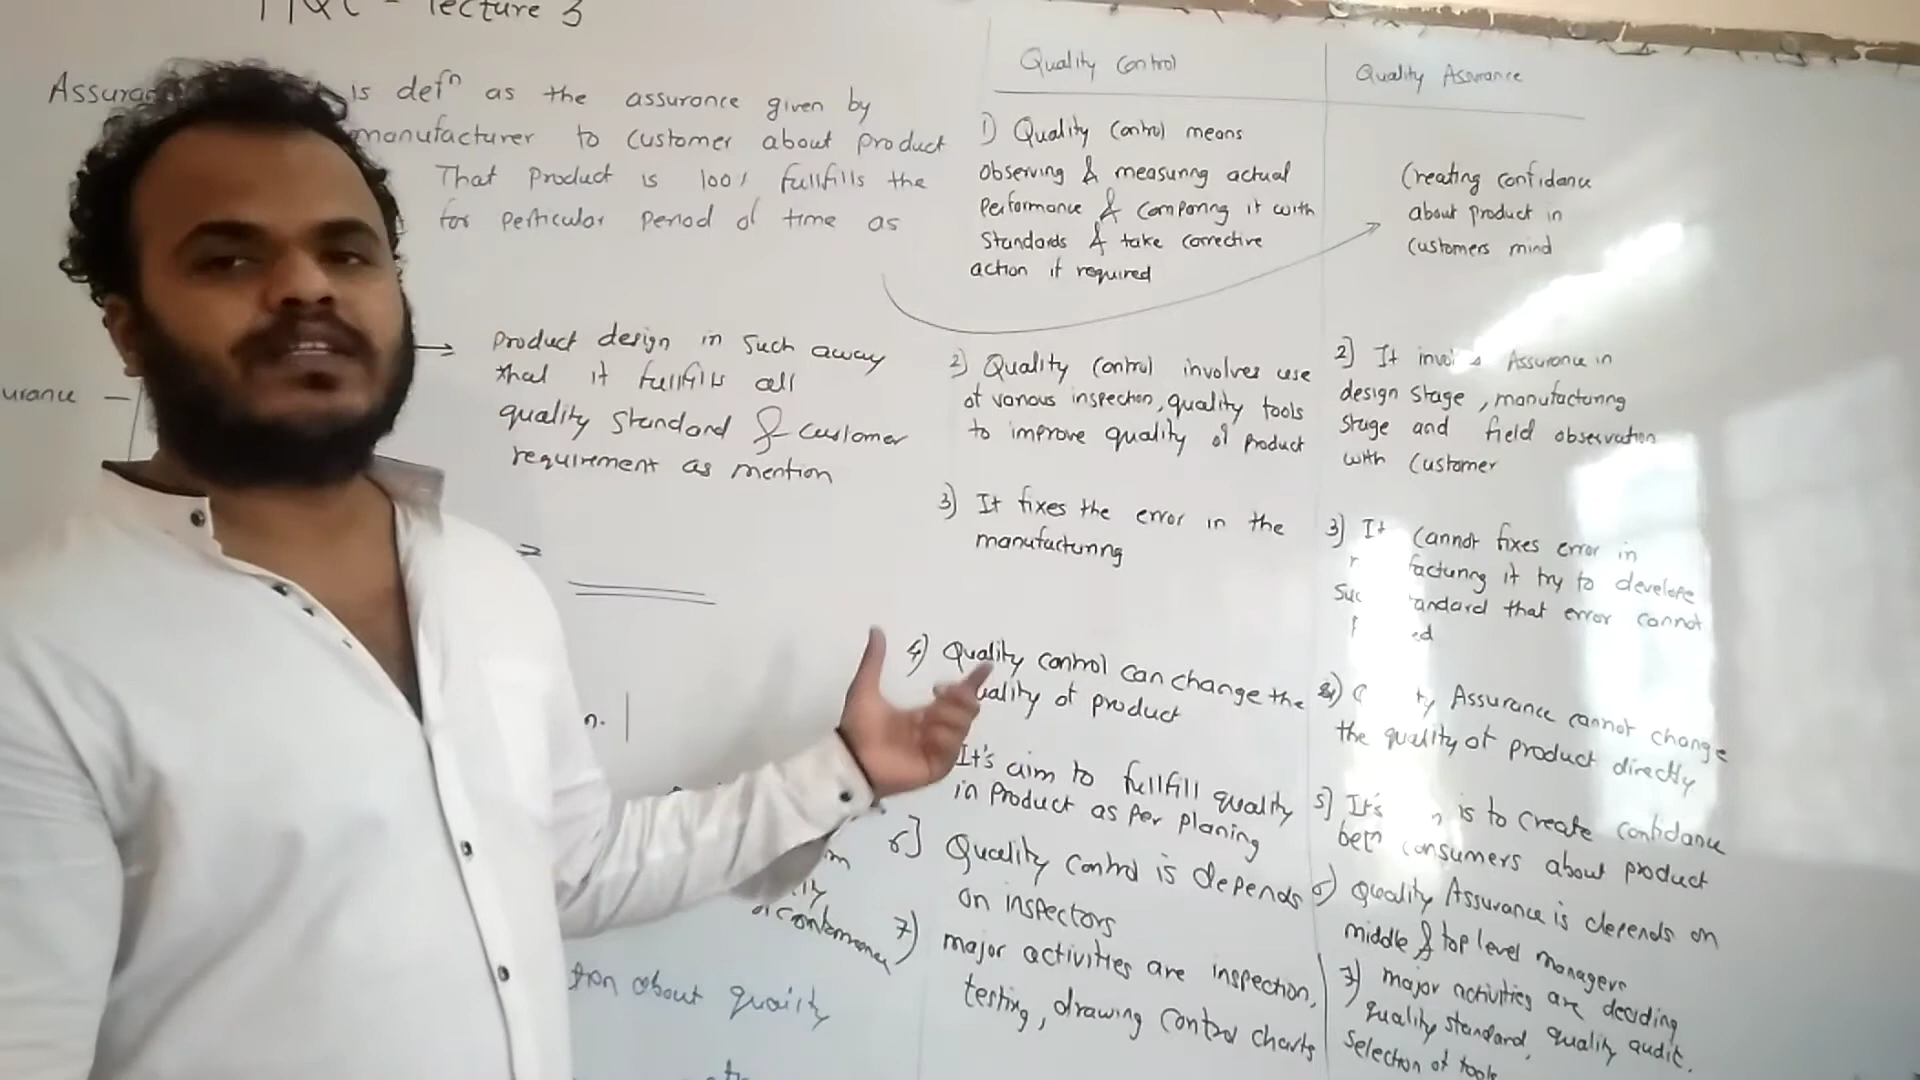 lecture 3
is defn as the assurance given by
manufacturer to customer about product
That product is 100% fullfills the
for perticular period of time as
product design in such away
that it fullfills all
quality standard & customer
requirement as mention
urance
n.
tion about
Quality Control
1) Quality Control means
observing & measuring actual
performance & comparing it with
standards & take corrective
action if required
2) Quality Control involves use
of various inspection, quality tools
to improve quality of product
3) It fixes the error in the
manufacturing
4) Quality control can change the
uality of product
It's aim to fullfill quality
in product as per planing
6] Quality control is depends
on inspectors
7) major activities are inspection,
testing, drawing control charts
Quality Assurance
Creating confidance
about product in
customers mind
2] It Assurance in
design stage, manufacturing
stage and field observation
with customer
3] It cannot fixes error in
facturing it try to develope
andard that error cannot
ed
ty Assurance cannot change
the quality of product directly
5] It's is to create confidance
betn consumers about product
6) Quality Assurance is depends on
middle & top level managers
7) major activities are deciding
quality standard, quality audit.
selection of tools